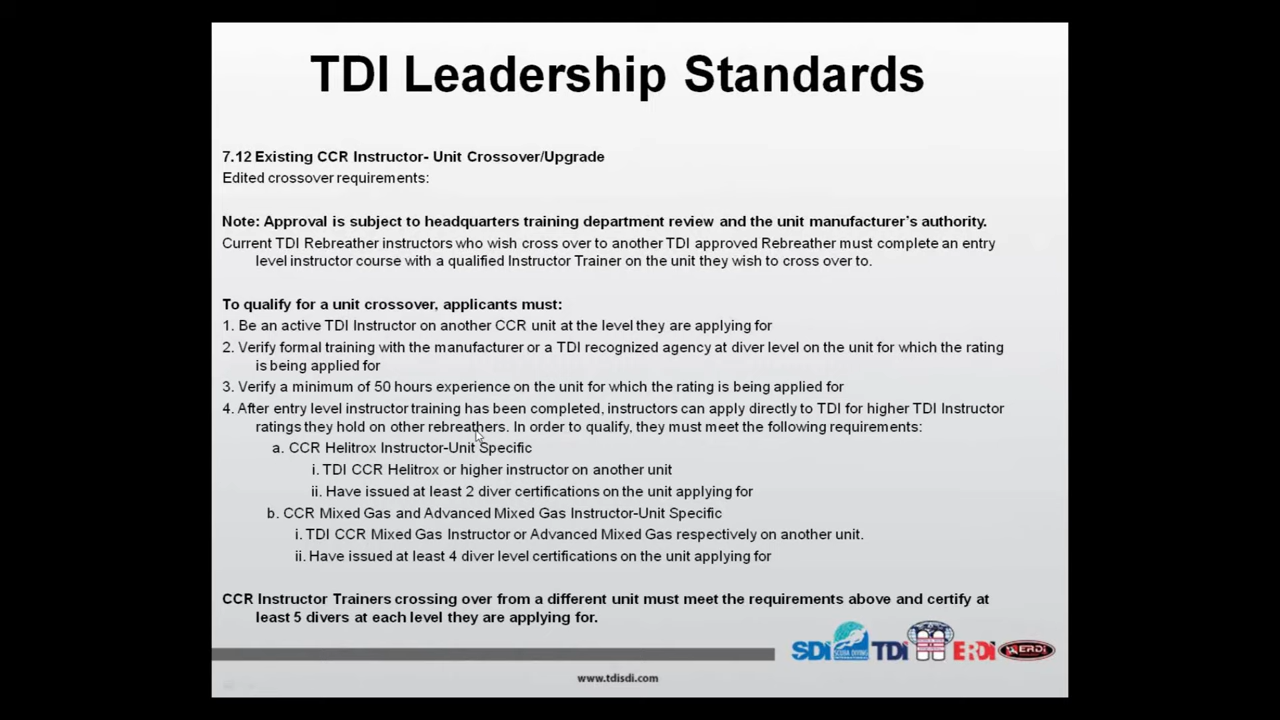 TDI Leadership Standards
7.12 Existing CCR Instructor- Unit Crossover/Upgrade
Edited crossover requirements:
Note: Approval is subject to headquarters training department review and the unit manufacturer's authority.
Current TDI Rebreather instructors who wish cross over to another TDI approved Rebreather must complete an entry
level instructor course with a qualified Instructor Trainer on the unit they wish to cross over to.
To qualify for a unit crossover, applicants must:
1. Be an active TDI Instructor on another CCR unit at the level they are applying for
2. Verify formal training with the manufacturer or a TDI recognized agency at diver level on the unit for which the rating
is being applied for
3. Verify a minimum of 50 hours experience on the unit for which the rating is being applied for
4. After entry level instructor training has been completed, instructors can apply directly to TDI for higher TDI Instructor
ratings they hold on other rebreathers. In order to qualify, they must meet the following requirements:
a. CCR Helitrox Instructor-Unit Specific
i. TDI CCR Helitrox or higher instructor on another unit
ii. Have issued at least 2 diver certifications on the unit applying for
b. CCR Mixed Gas and Advanced Mixed Gas Instructor-Unit Specific
i. TDI CCR Mixed Gas Instructor or Advanced Mixed Gas respectively on another unit.
ii. Have issued at least 4 diver level certifications on the unit applying for
CCR Instructor Trainers crossing over from a different unit must meet the requirements above and certify at
least 5 divers at each level they are applying for.
SDI TDI ERDI ERDI
www.tdisdi.com